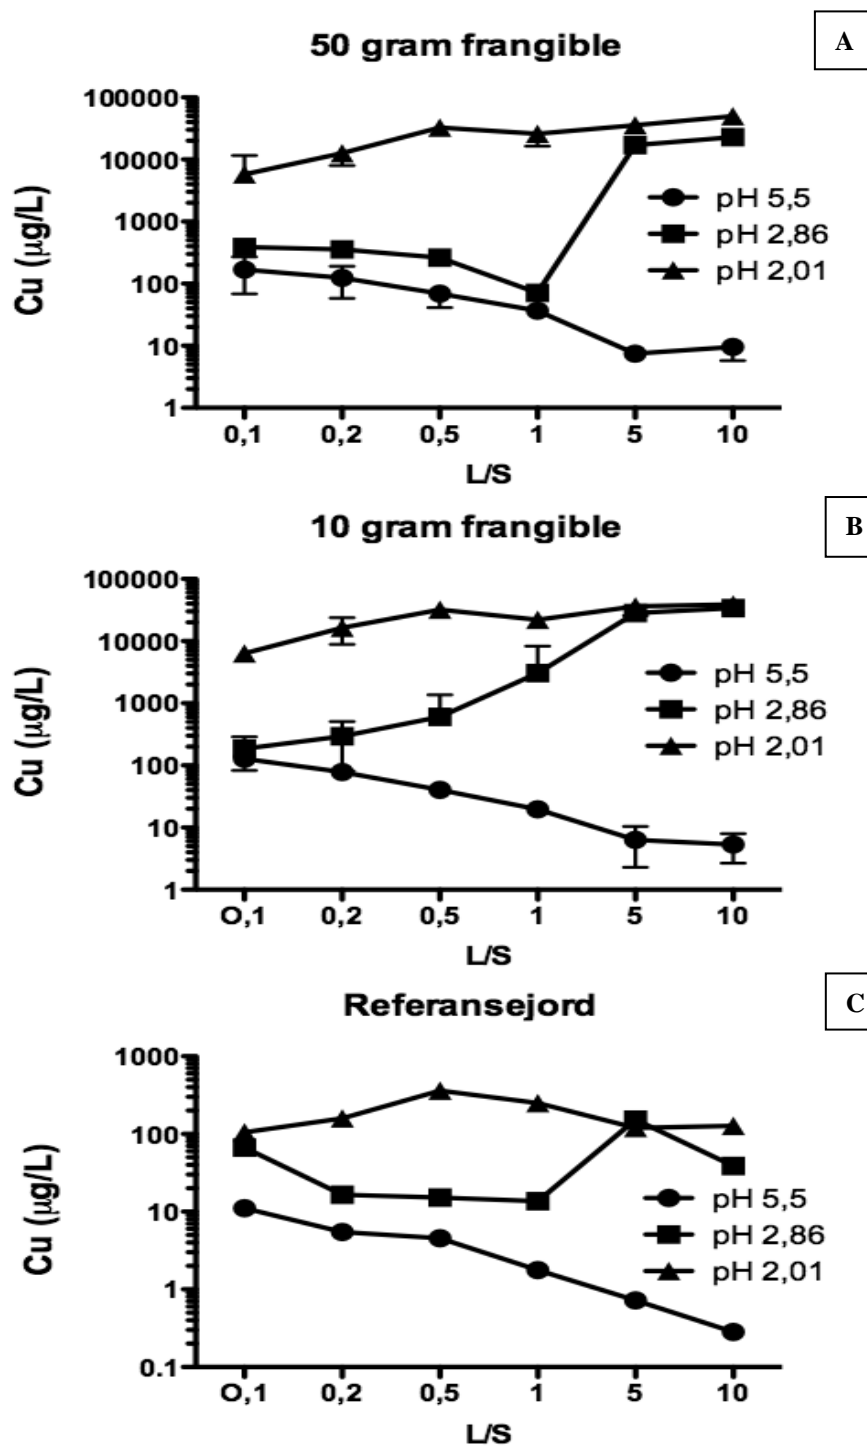 50 gram frangible
A
100000
10000
1000
100
10
1
Cu (µg/L)
pH 5,5
pH 2,86
pH 2,01
0,1 0,2 0,5 1 5 10
L/S
10 gram frangible
B
100000
10000
1000
100
10
1
Cu (µg/L)
pH 5,5
pH 2,86
pH 2,01
O,1 0,2 0,5 1 5 10
L/S
Referansejord
C
1000
100
10
1
0.1
Cu (µg/L)
pH 5,5
pH 2,86
pH 2,01
O,1 0,2 0,5 1 5 10
L/S